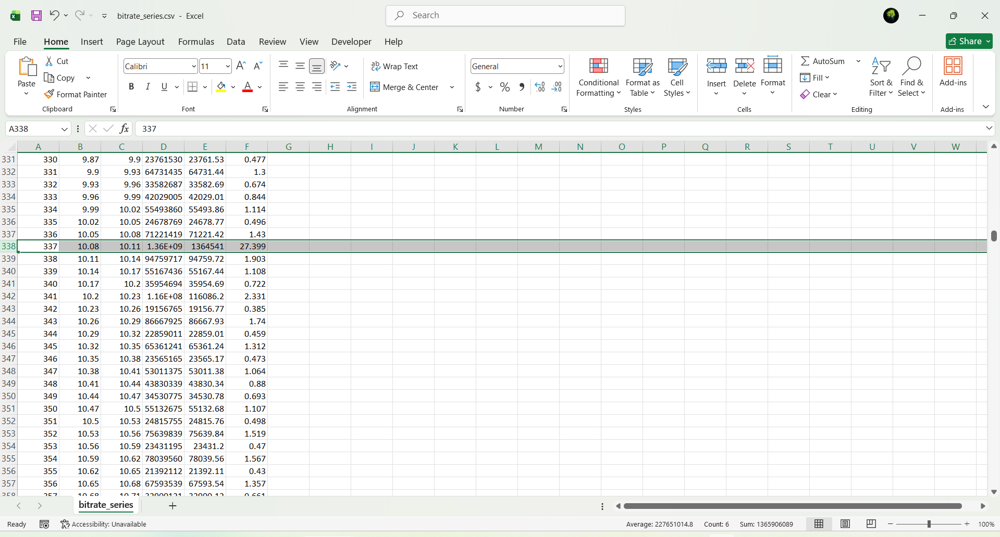 bitrate_series.csv - Excel
Search
File Home Insert Page Layout Formulas Data Review View Developer Help
Share
Paste
Cut
Copy
Format Painter
Clipboard
Calibri 11
B I U
Font
Wrap Text
Merge & Center
Alignment
General
$ % 9
Number
Conditional Formatting
Format as Table
Cell Styles
Styles
Insert
Delete
Format
Cells
AutoSum
Fill
Clear
Sort & Filter
Find & Select
Editing
Add-ins
Add-ins
A338 fx 337
A B C D E F G H I J K L M N O P Q R S T U V W
331 330 9.87 9.9 23761530 23761.53 0.477
332 331 9.9 9.93 64731435 64731.44 1.3
333 332 9.93 9.96 33582687 33582.69 0.674
334 333 9.96 9.99 42029005 42029.01 0.844
335 334 9.99 10.02 55493860 55493.86 1.114
336 335 10.02 10.05 24678769 24678.77 0.496
337 336 10.05 10.08 71221419 71221.42 1.43
338 337 10.08 10.11 1.36E+09 1364541 27.399
339 338 10.11 10.14 94759717 94759.72 1.903
340 339 10.14 10.17 55167436 55167.44 1.108
341 340 10.17 10.2 35954694 35954.69 0.722
342 341 10.2 10.23 1.16E+08 116086.2 2.331
343 342 10.23 10.26 19156765 19156.77 0.385
344 343 10.26 10.29 86667925 86667.93 1.74
345 344 10.29 10.32 22859011 22859.01 0.459
346 345 10.32 10.35 65361241 65361.24 1.312
347 346 10.35 10.38 23565165 23565.17 0.473
348 347 10.38 10.41 53011375 53011.38 1.064
349 348 10.41 10.44 43830339 43830.34 0.88
350 349 10.44 10.47 34530775 34530.78 0.693
351 350 10.47 10.5 55132675 55132.68 1.107
352 351 10.5 10.53 24815755 24815.76 0.498
353 352 10.53 10.56 75639839 75639.84 1.519
354 353 10.56 10.59 23431195 23431.2 0.47
355 354 10.59 10.62 78039560 78039.56 1.567
356 355 10.62 10.65 21392112 21392.11 0.43
357 356 10.65 10.68 67593539 67593.54 1.357
358 357 10.68 10.71
bitrate_series
Ready Accessibility: Unavailable Average: 227651014.8 Count: 6 Sum: 1365906089 100%